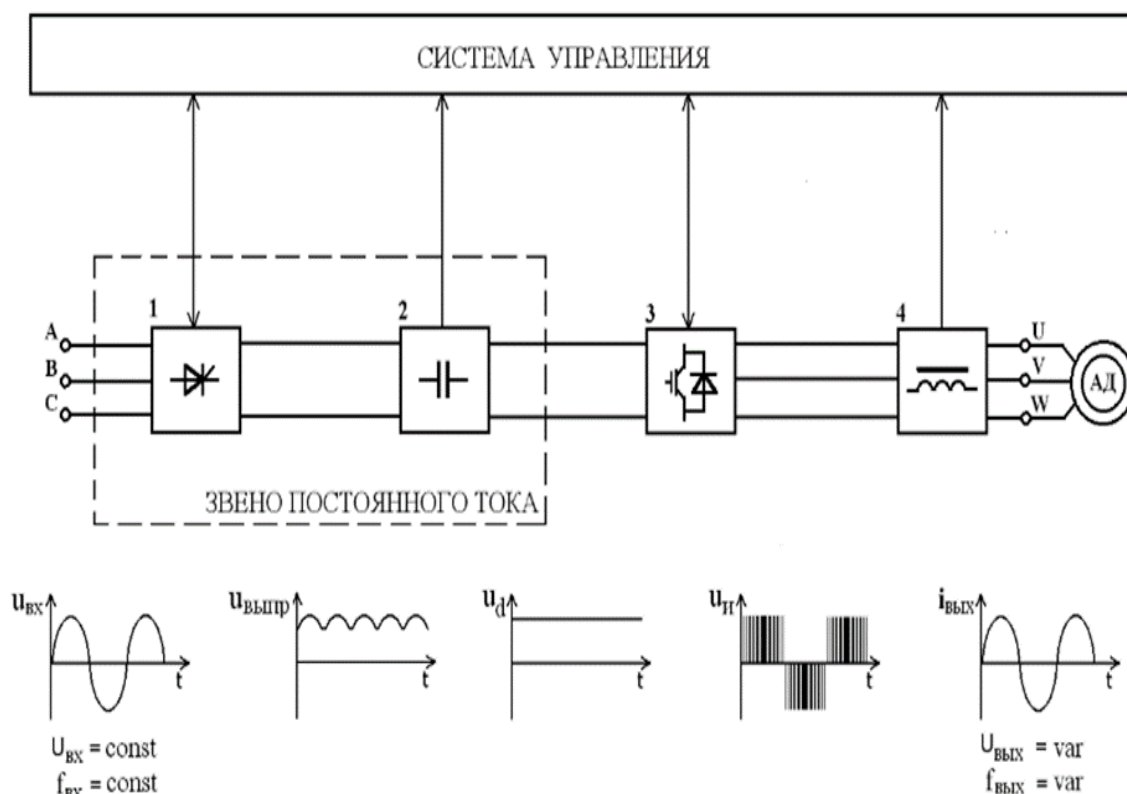 СИСТЕМА УПРАВЛЕНИЯ
1
2
3
4
A
B
C
U
V
W
АД
ЗВЕНО ПОСТОЯННОГО ТОКА
uвх
t
uвыпр
t
ud
t
uн
t
iвых
t
Uвх = const
fвх = const
Uвых = var
fвых = var